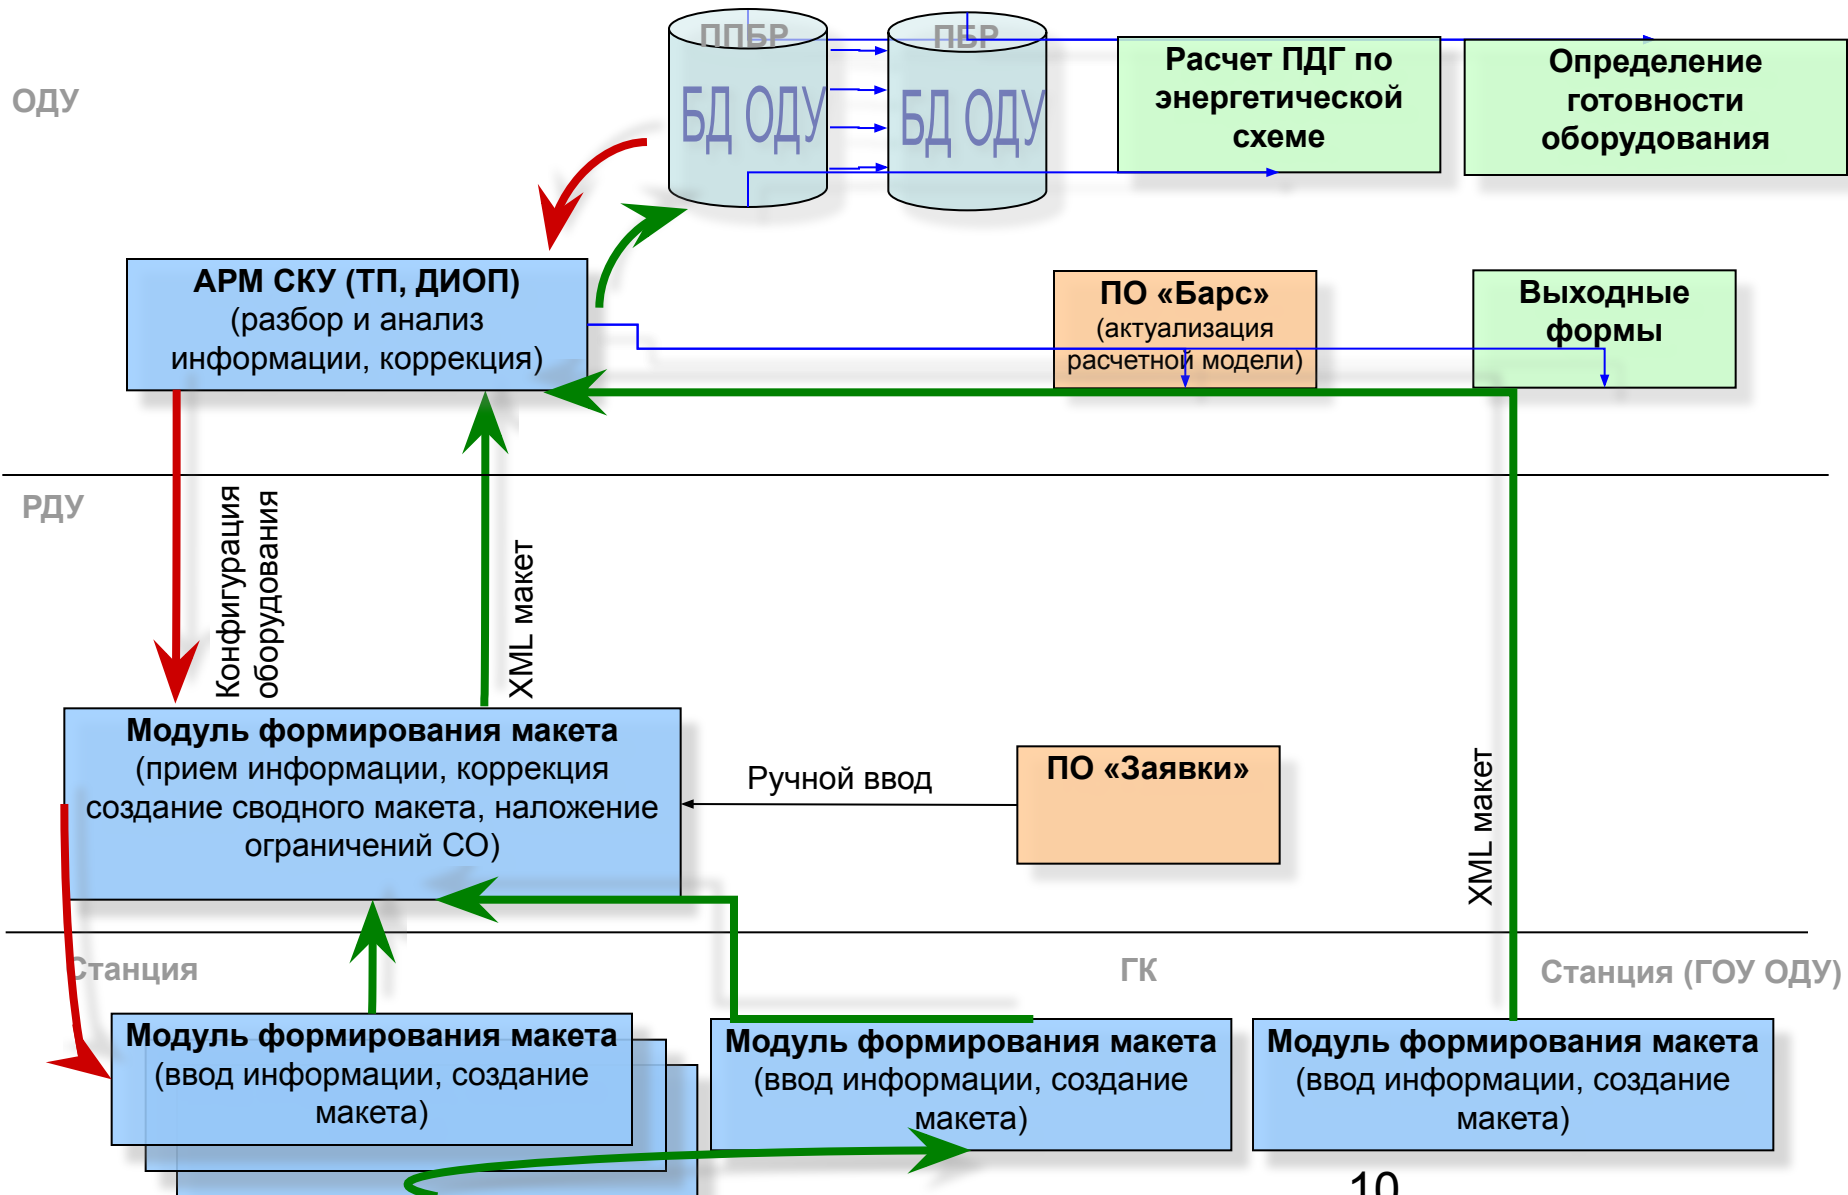 ППБР
ПБР
ОДУ
БД ОДУ
БД ОДУ
Расчет ПДГ по
энергетической
схеме
Определение
готовности
оборудования
АРМ СКУ (ТП, ДИОП)
(разбор и анализ
информации, коррекция)
ПО «Барс»
(актуализация
расчетной модели)
Выходные
формы
РДУ
Конфигурация
оборудования
XML макет
Модуль формирования макета
(прием информации, коррекция
создание сводного макета, наложение
ограничений СО)
Ручной ввод
ПО «Заявки»
XML макет
Станция
ГК
Станция (ГОУ ОДУ)
Модуль формирования макета
(ввод информации, создание
макета)
Модуль формирования макета
(ввод информации, создание
макета)
Модуль формирования макета
(ввод информации, создание
макета)
10